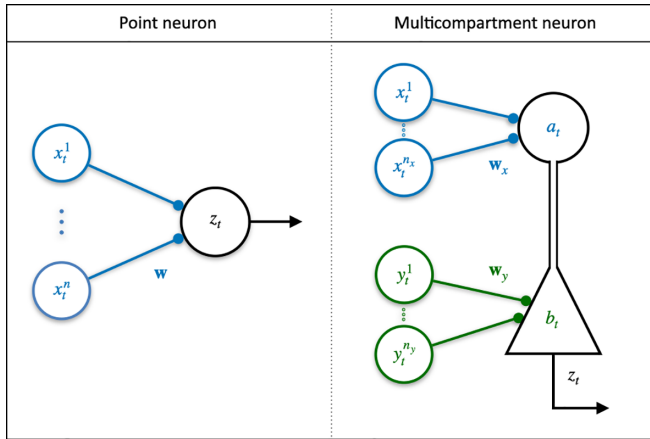 Point neuron
Multicompartment neuron
x_t^1
⋮
x_t^n
w
z_t
x_t^1
x_t^{n_x}
w_x
a_t
y_t^1
y_t^{n_y}
w_y
b_t
z_t